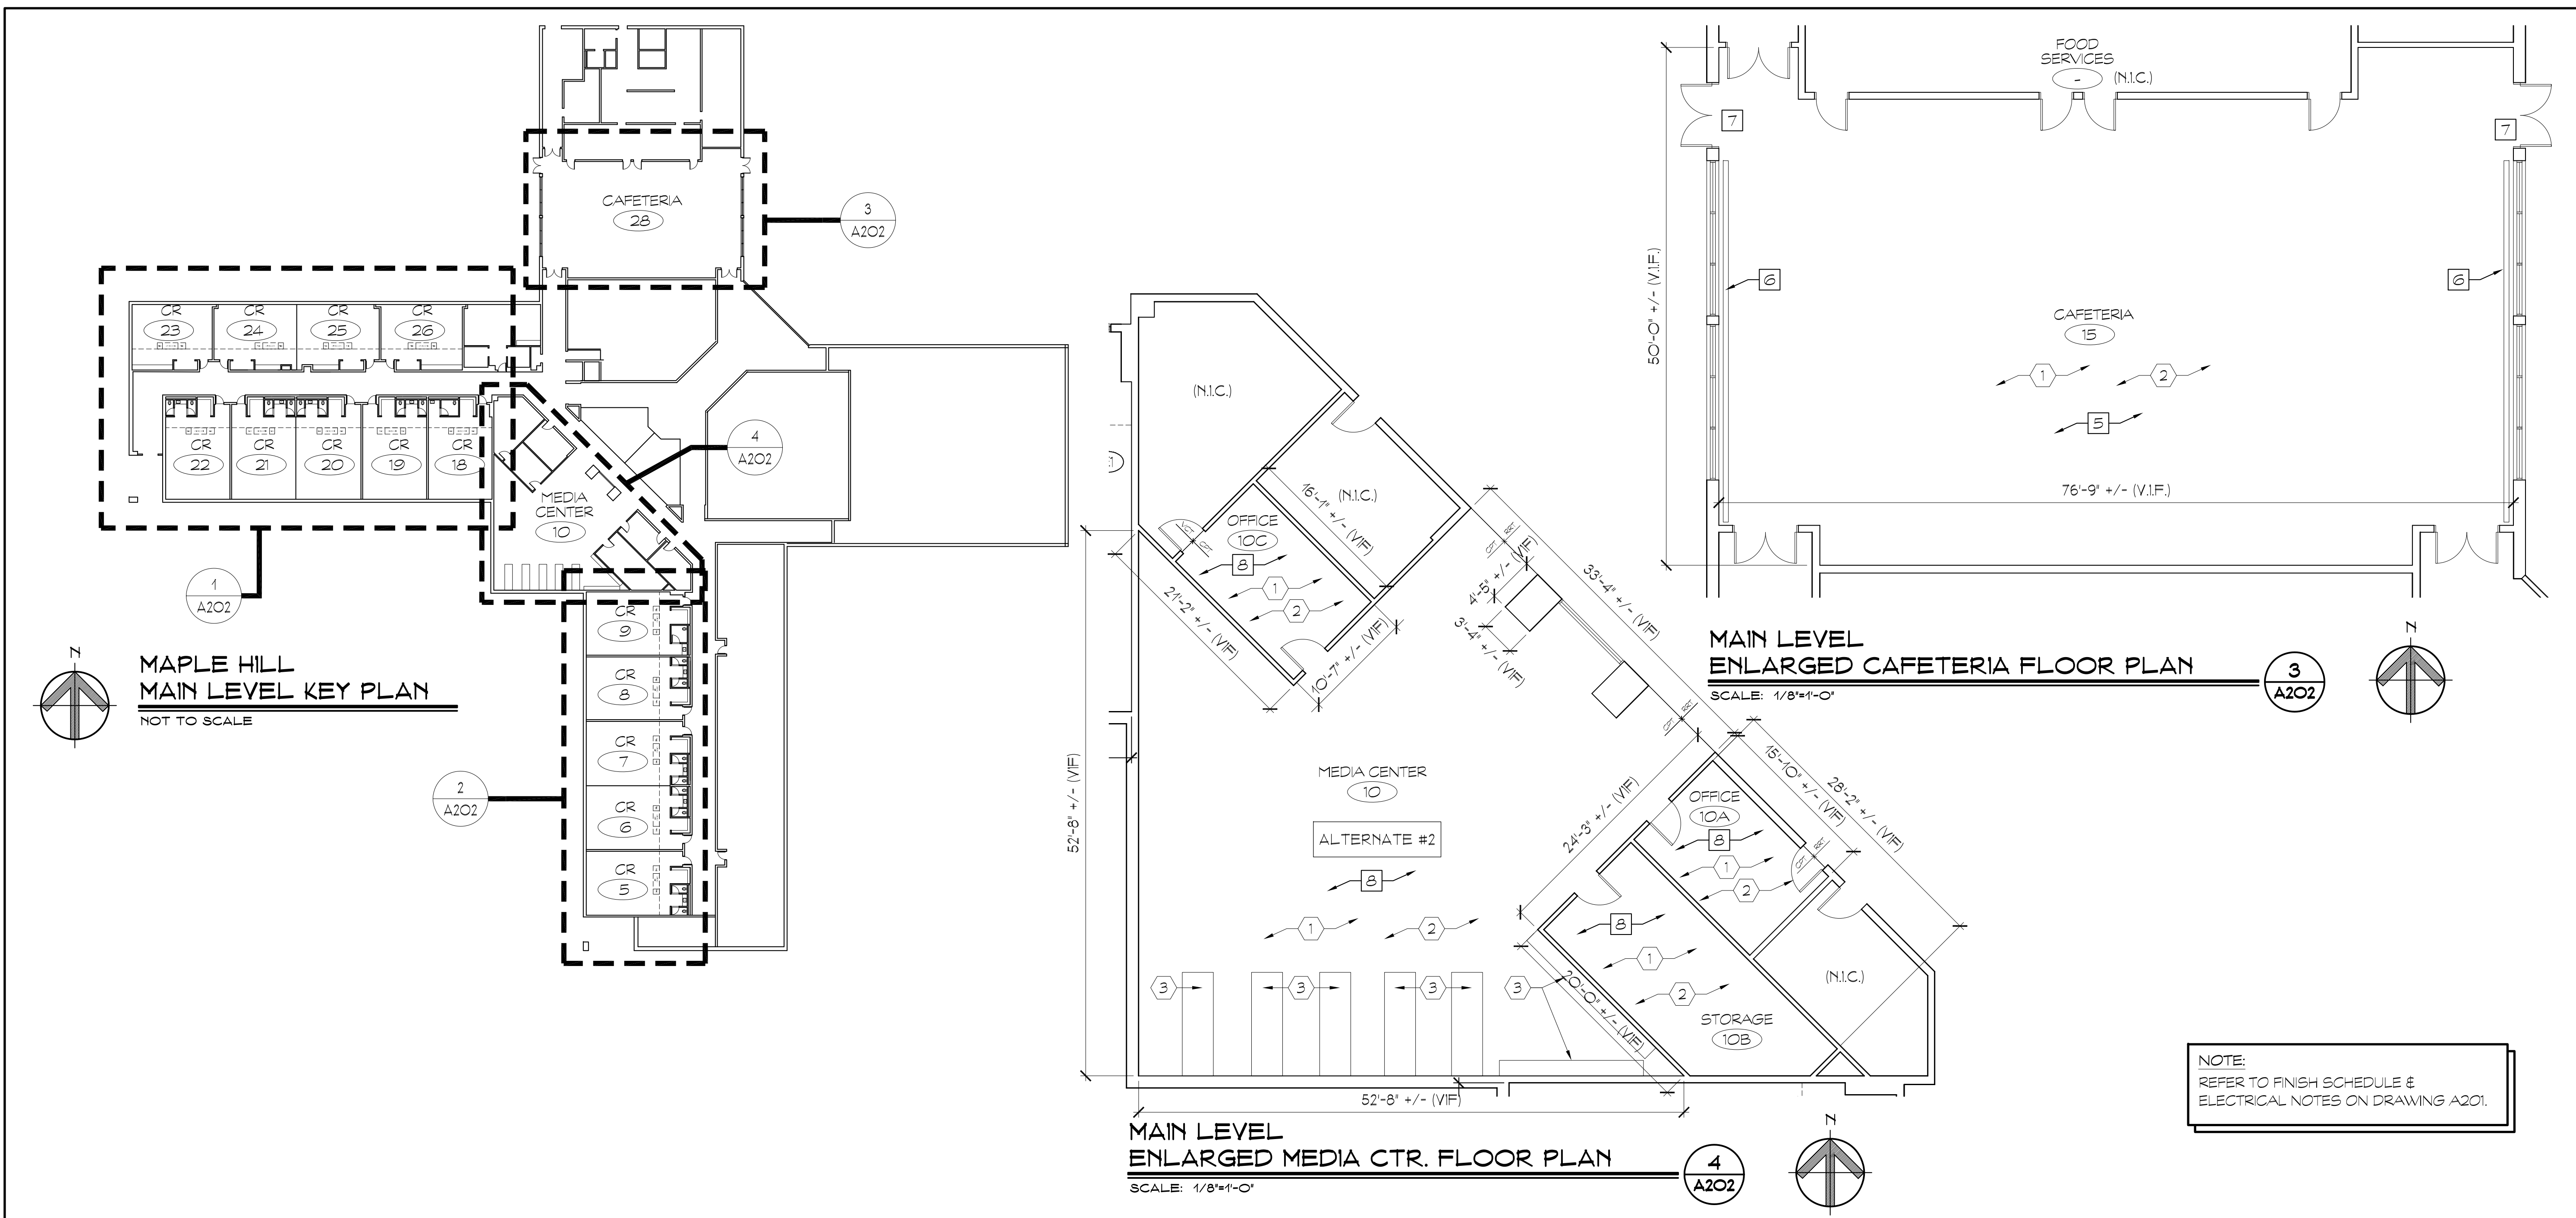 CAFETERIA
28
3
A202
CR
23
CR
24
CR
25
CR
26
CR
22
CR
21
CR
20
CR
19
CR
18
4
A202
MEDIA
CENTER
10
1
A202
CR
9
CR
8
CR
7
CR
6
CR
5
2
A202
N
MAPLE HILL
MAIN LEVEL KEY PLAN
NOT TO SCALE
(N.I.C.)
(N.I.C.)
16'-1" +/- (VIF)
OFFICE
10C
VCT
CPT
8
1
2
21'-2" +/- (VIF)
10'-7" +/- (VIF)
CPT
RRT
4'-5" +/- (VIF)
3'-4" +/- (VIF)
33'-4" +/- (VIF)
CPT
RRT
52'-8" +/- (VIF)
MEDIA CENTER
10
ALTERNATE #2
8
1
2
24'-3" +/- (VIF)
15'-10" +/- (VIF)
28'-2" +/- (VIF)
OFFICE
10A
8
1
2
CPT
RRT
8
1
2
STORAGE
10B
(N.I.C.)
3
3
3
3
20'-0" +/- (VIF)
52'-8" +/- (VIF)
MAIN LEVEL
ENLARGED MEDIA CTR. FLOOR PLAN
SCALE: 1/8"=1'-0"
4
A202
N
FOOD
SERVICES
-
(N.I.C.)
7
7
50'-0" +/- (V.I.F.)
6
6
CAFETERIA
15
1
2
5
76'-9" +/- (V.I.F.)
MAIN LEVEL
ENLARGED CAFETERIA FLOOR PLAN
SCALE: 1/8"=1'-0"
3
A202
N
NOTE:
REFER TO FINISH SCHEDULE &
ELECTRICAL NOTES ON DRAWING A201.